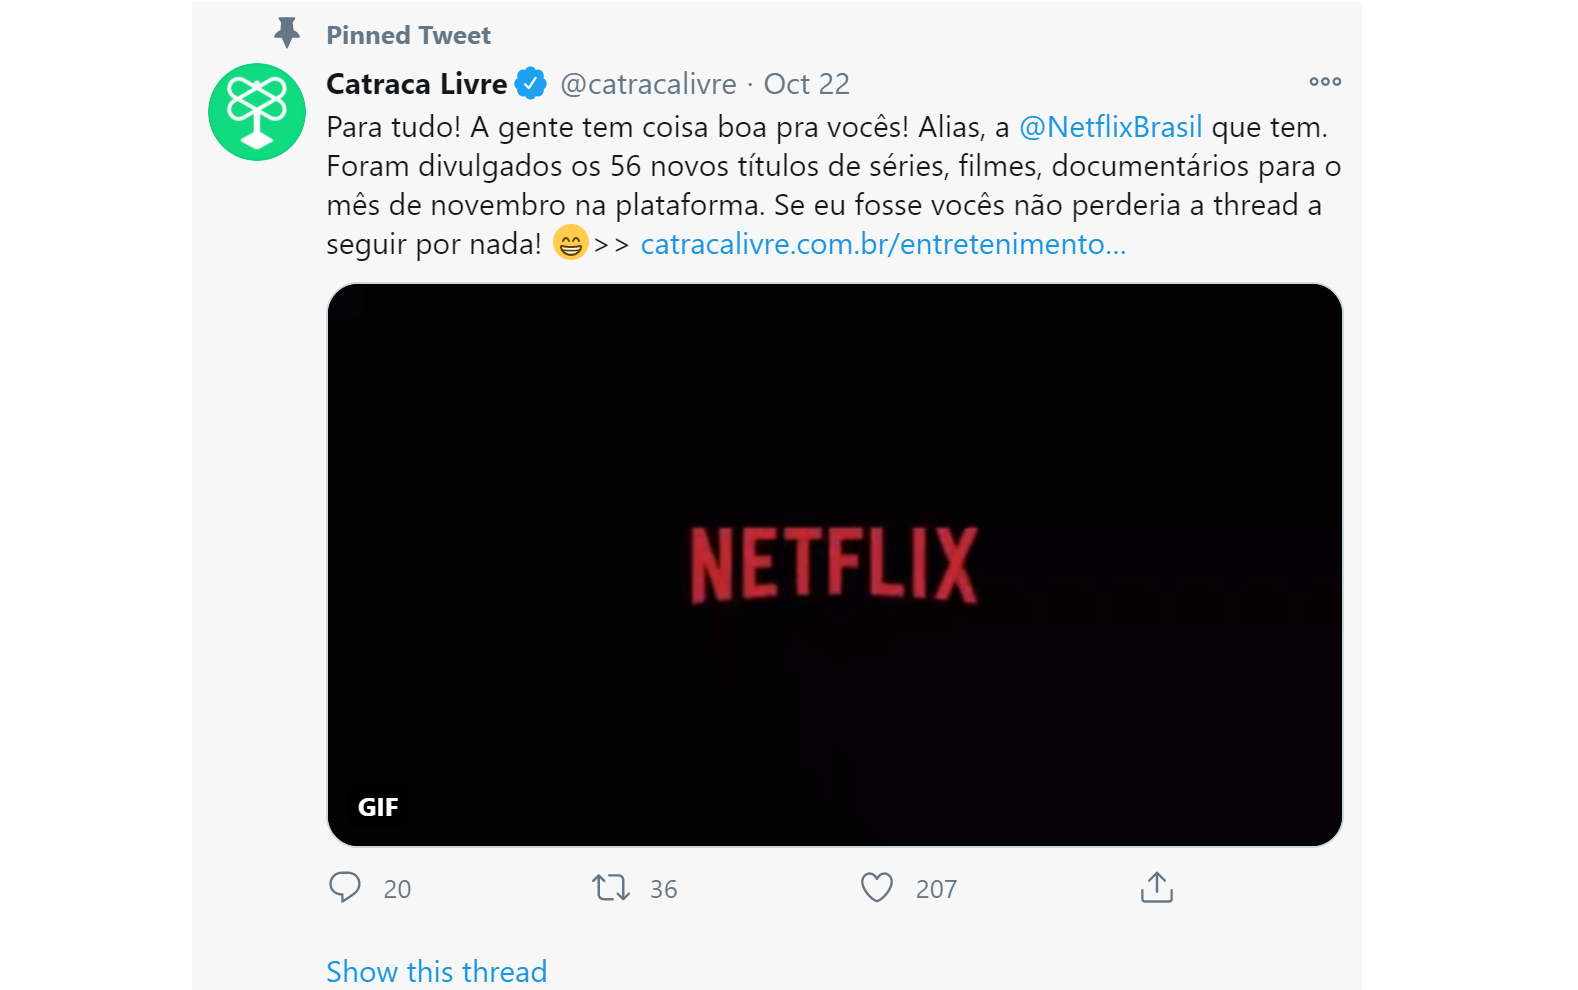 Pinned Tweet
Catraca Livre @catracalivre · Oct 22
Para tudo! A gente tem coisa boa pra vocês! Alias, a @NetflixBrasil que tem.
Foram divulgados os 56 novos títulos de séries, filmes, documentários para o
mês de novembro na plataforma. Se eu fosse vocês não perderia a thread a
seguir por nada! 😁>> catracalivre.com.br/entretenimento...
NETFLIX
GIF
20 36 207
Show this thread